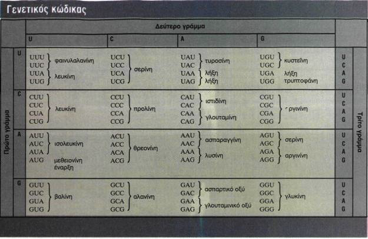 Γενετικός κώδικας
Δεύτερο γράμμα
U C A G
Πρώτο γράμμα
Τρίτο γράμμα
U
UUU UCU UAU UGU U
UUC φαινυλαλανίνη UCC UAC τυροσίνη UGC κυστεΐνη C
UUA UCA σερίνη UAA λήξη UGA λήξη A
UUG λευκίνη UCG UAG λήξη UGG τρυπτοφάνη G
C
CUU CCU CAU CGU U
CUC CCC CAC ιστιδίνη CGC C
CUA λευκίνη CCA προλίνη CAA CGA ργινίνη A
CUG CCG CAG γλουταμίνη CGG G
A
AUU ACU AAU AGU U
AUC ισολευκίνη ACC AAC ασπαραγγίνη AGC σερίνη C
AUA ACA θρεονίνη AAA AGA A
AUG μεθειονίνη ACG AAG λυσίνη AGG αργινίνη G
έναρξη
G
GUU GCU GAU GGU U
GUC GCC GAC ασπαρτικό οξύ GGC C
GUA βαλίνη GCA αλανίνη GAA GGA γλυκίνη A
GUG GCG GAG γλουταμινικό οξύ GGG G